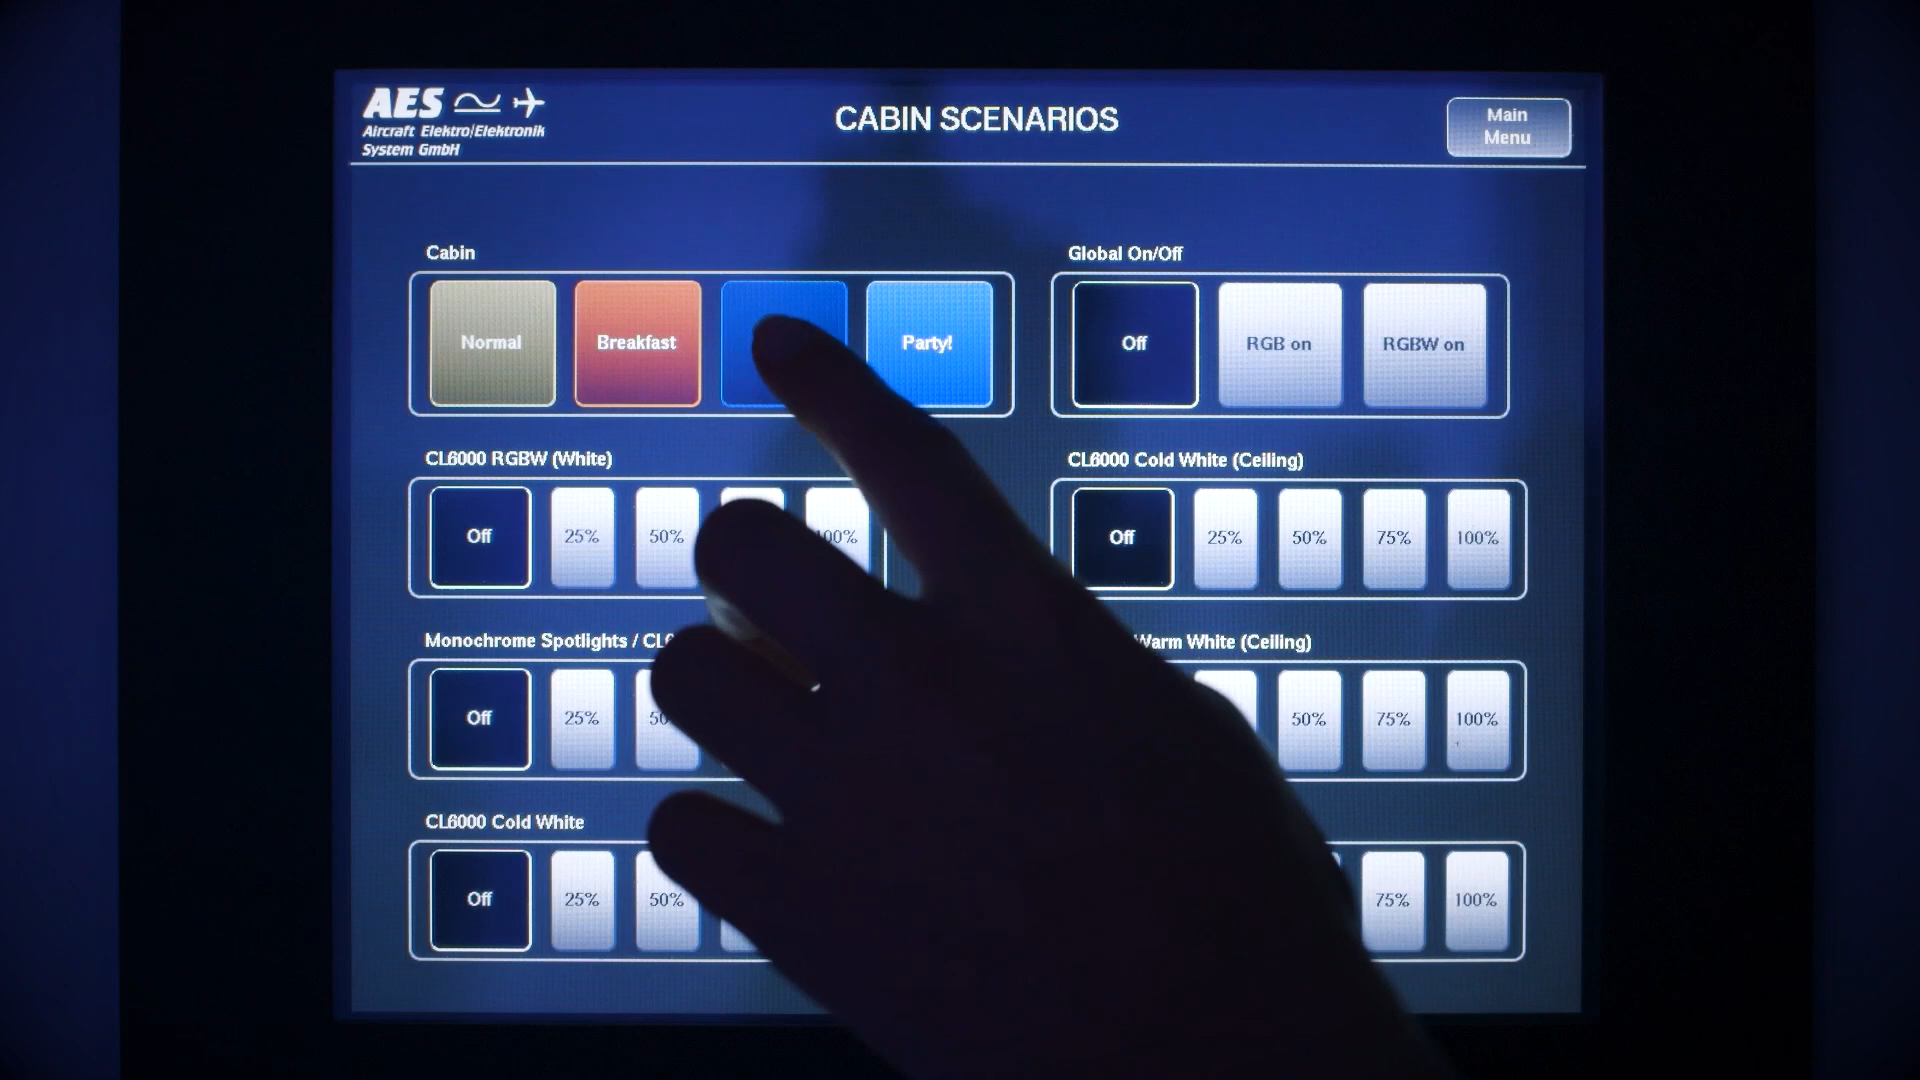 AES
Aircraft Elektro/Elektronik
System GmbH
CABIN SCENARIOS
Main
Menu
Cabin
Normal
Breakfast
Party!
Global On/Off
Off
RGB on
RGBW on
CL6000 RGBW (White)
Off
25%
50%
100%
CL6000 Cold White (Ceiling)
Off
25%
50%
75%
100%
Monochrome Spotlights /
Off
25%
Warm White (Ceiling)
50%
75%
100%
CL6000 Cold White
Off
25%
50%
75%
100%